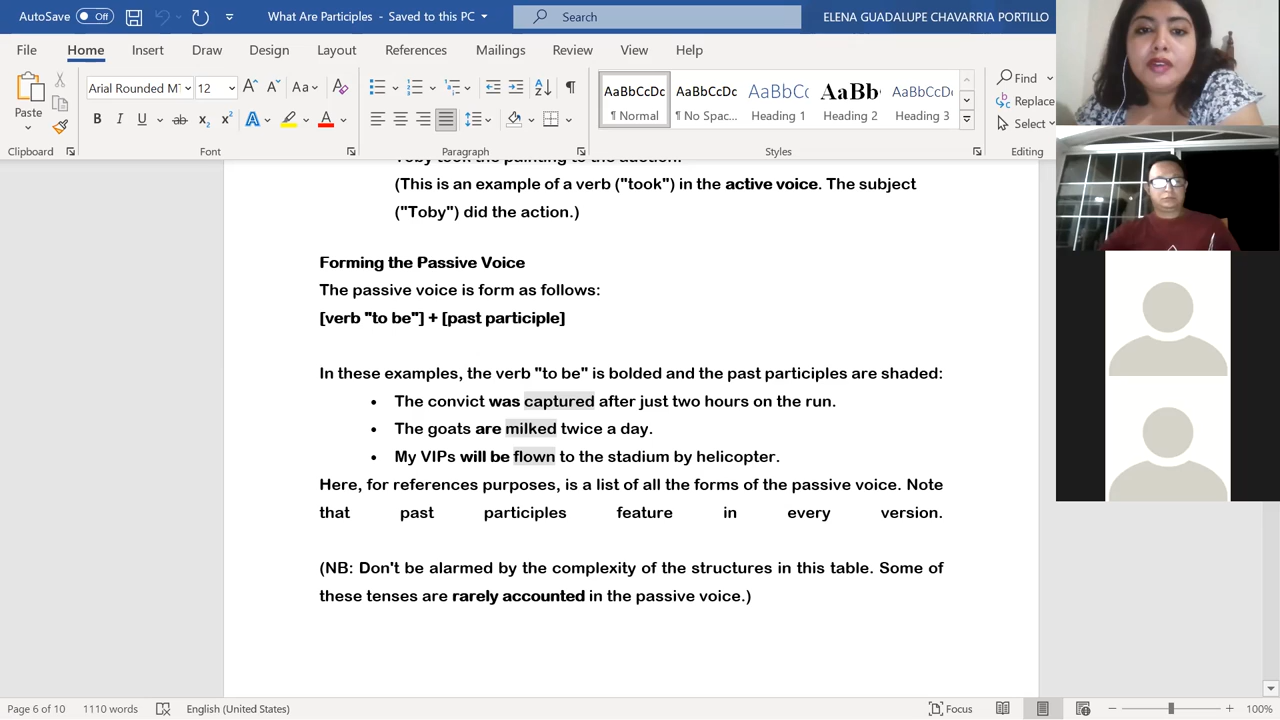 AutoSave Off What Are Participles - Saved to this PC Search ELENA GUADALUPE CHAVARRIA PORTILLO
File Home Insert Draw Design Layout References Mailings Review View Help
Paste Arial Rounded M 12 Aa AaBbCcDc AaBbCcDc AaBbCc AaBb AaBbCcD Find
¶ Normal ¶ No Spac... Heading 1 Heading 2 Heading 3 Replace
Select
Clipboard Font Paragraph Styles Editing
Toby took the painting to the auction.
(This is an example of a verb ("took") in the active voice. The subject
("Toby") did the action.)
Forming the Passive Voice
The passive voice is form as follows:
[verb "to be"] + [past participle]
In these examples, the verb "to be" is bolded and the past participles are shaded:
• The convict was captured after just two hours on the run.
• The goats are milked twice a day.
• My VIPs will be flown to the stadium by helicopter.
Here, for references purposes, is a list of all the forms of the passive voice. Note
that past participles feature in every version.
(NB: Don't be alarmed by the complexity of the structures in this table. Some of
these tenses are rarely accounted in the passive voice.)
Page 6 of 10 1110 words English (United States) Focus 100%